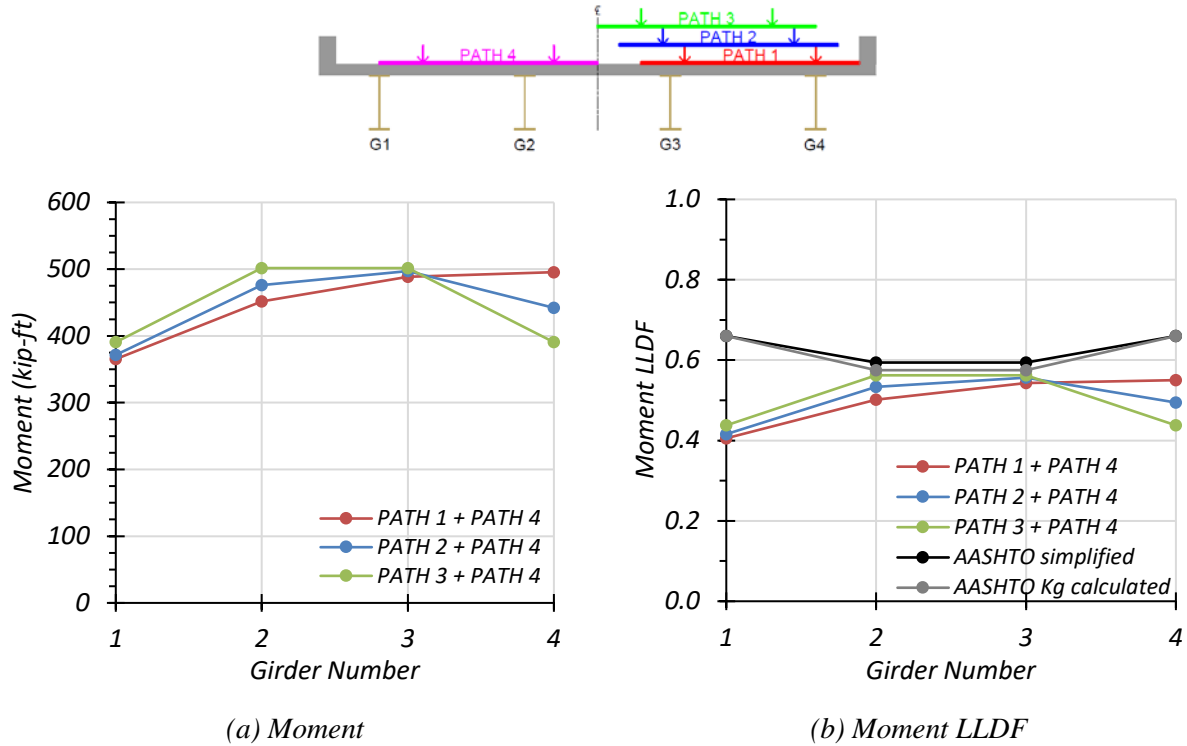 ℄
PATH 3
PATH 2
PATH 4
PATH 1
G1
G2
G3
G4
600
500
400
300
200
100
0
Moment (kip-ft)
PATH 1 + PATH 4
PATH 2 + PATH 4
PATH 3 + PATH 4
1
2
3
4
Girder Number
(a) Moment
1.0
0.8
0.6
0.4
0.2
0.0
Moment LLDF
PATH 1 + PATH 4
PATH 2 + PATH 4
PATH 3 + PATH 4
AASHTO simplified
AASHTO Kg calculated
1
2
3
4
Girder Number
(b) Moment LLDF